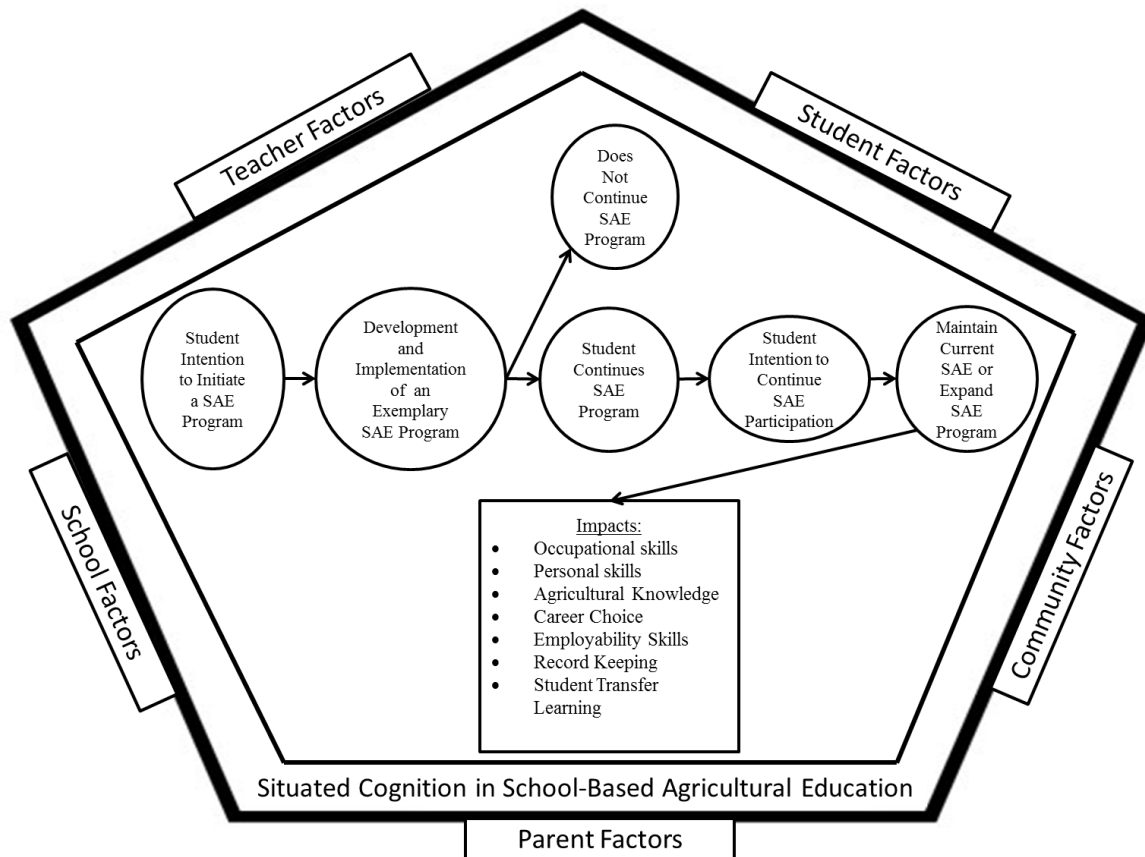 Teacher Factors
Student Factors
Does
Not
Continue
SAE
Program
Student
Intention
to Initiate
a SAE
Program
Development
and
Implementation
of an
Exemplary
SAE Program
Student
Continues
SAE
Program
Student
Intention to
Continue
SAE
Participation
Maintain
Current
SAE or
Expand
SAE
Program
School Factors
Community Factors
Impacts:
• Occupational skills
• Personal skills
• Agricultural Knowledge
• Career Choice
• Employability Skills
• Record Keeping
• Student Transfer
Learning
Situated Cognition in School-Based Agricultural Education
Parent Factors